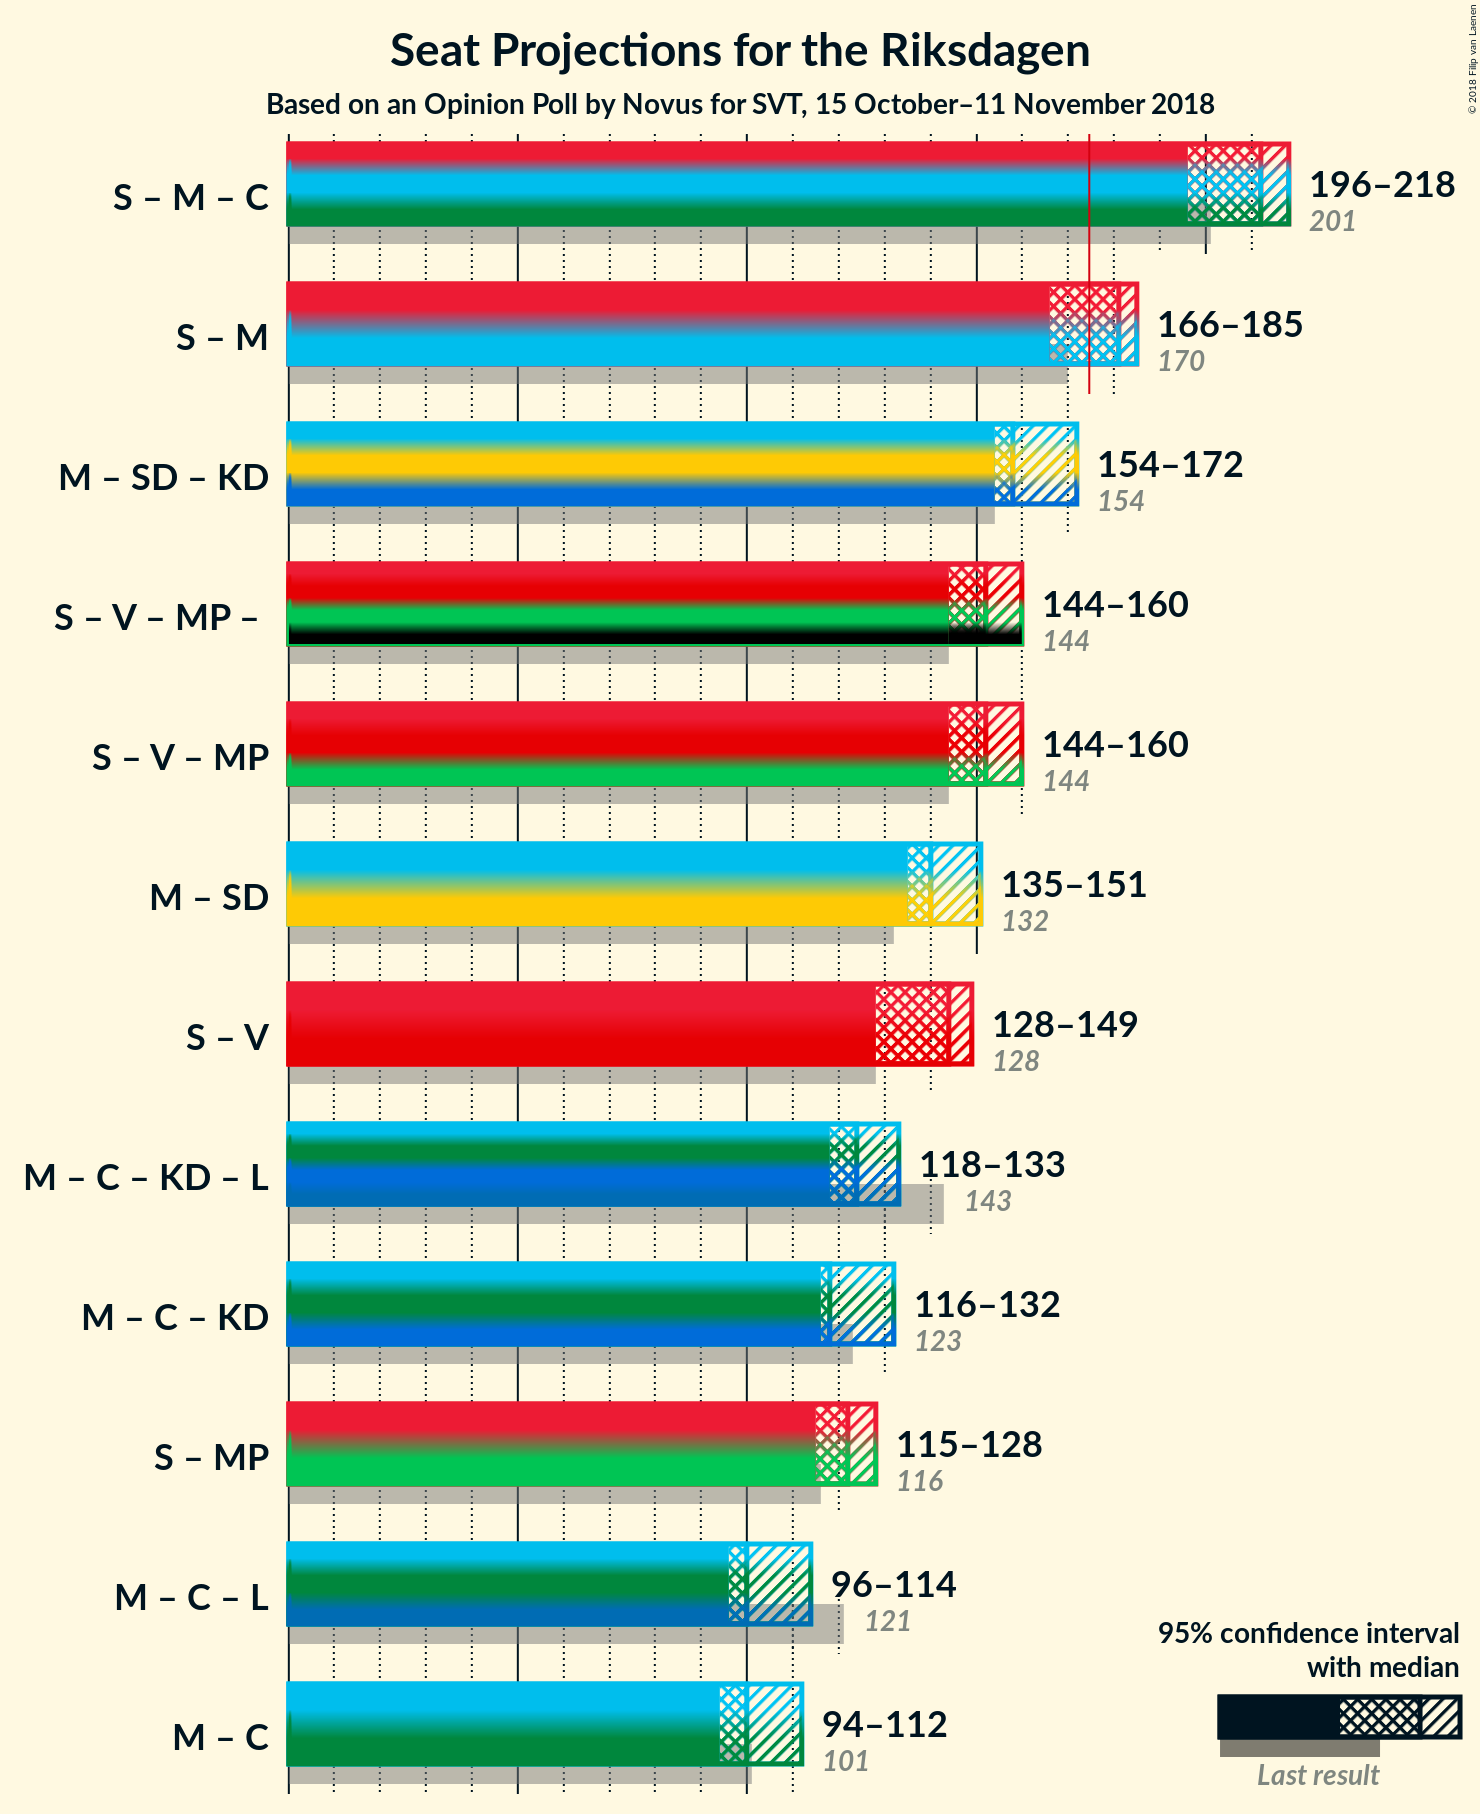 © 2018 Filip van Laenen
Seat Projections for the Riksdagen
Based on an Opinion Poll by Novus for SVT, 15 October–11 November 2018
S – M – C
196–218
201
S – M
166–185
170
M – SD – KD
154–172
154
S – V – MP –
144–160
144
S – V – MP
144–160
144
M – SD
135–151
132
S – V
128–149
128
M – C – KD – L
118–133
143
M – C – KD
116–132
123
S – MP
115–128
116
M – C – L
96–114
121
M – C
94–112
101
95% confidence interval
with median
Last result